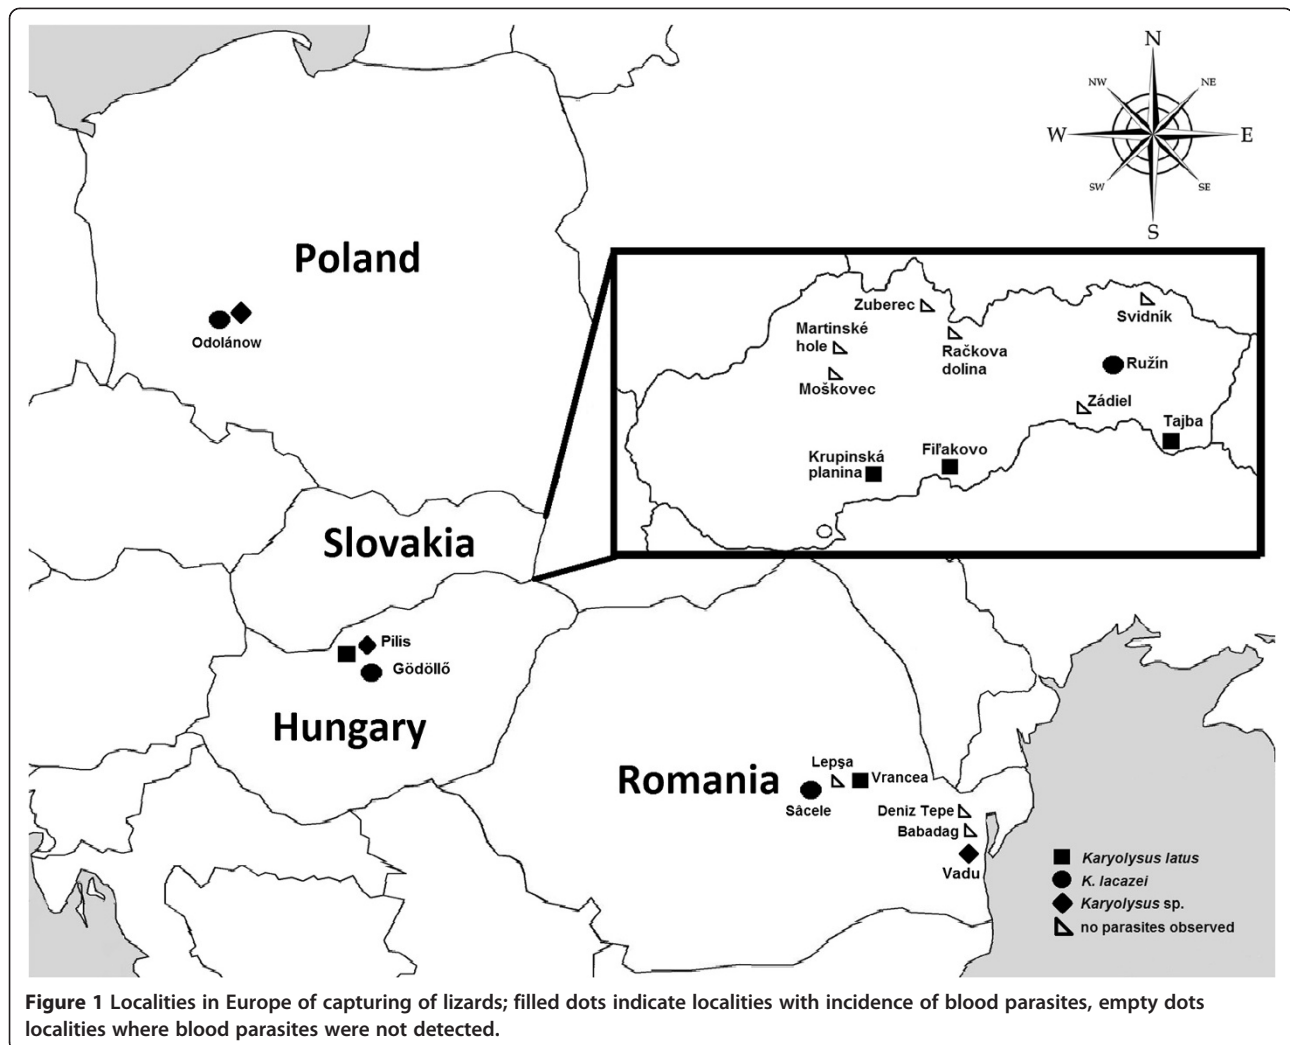 N
NW
NE
W
E
SW
SE
S
Poland
Odolánow
Zuberec
Svidník
Martinské
hole
Račkova
dolina
Moškovec
Ružín
Zádiel
Tajba
Krupinská
planina
Fiľakovo
Slovakia
Pilis
Gödöllő
Hungary
Romania
Lepşa
Vrancea
Sâcele
Deniz Tepe
Babadag
Vadu
Karyolysus latus
K. lacazei
Karyolysus sp.
no parasites observed
Figure 1 Localities in Europe of capturing of lizards; filled dots indicate localities with incidence of blood parasites, empty dots
localities where blood parasites were not detected.